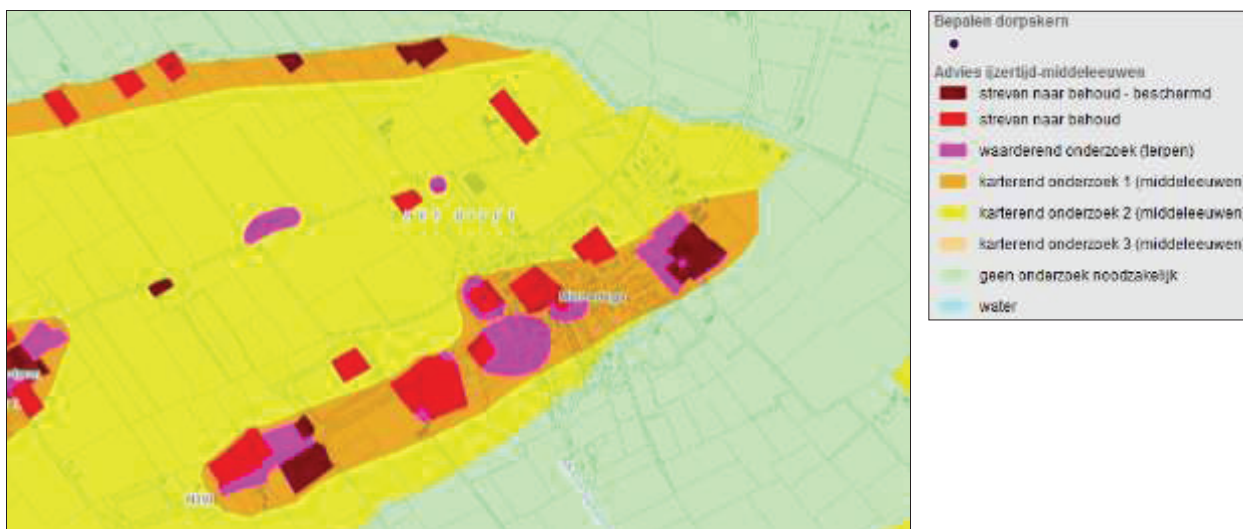 Bepalen dorpskern
Advies ijzertijd-middeleeuwen
streven naar behoud - beschermd
streven naar behoud
waarderend onderzoek (terpen)
karterend onderzoek 1 (middeleeuwen)
karterend onderzoek 2 (middeleeuwen)
karterend onderzoek 3 (middeleeuwen)
geen onderzoek noodzakelijk
water